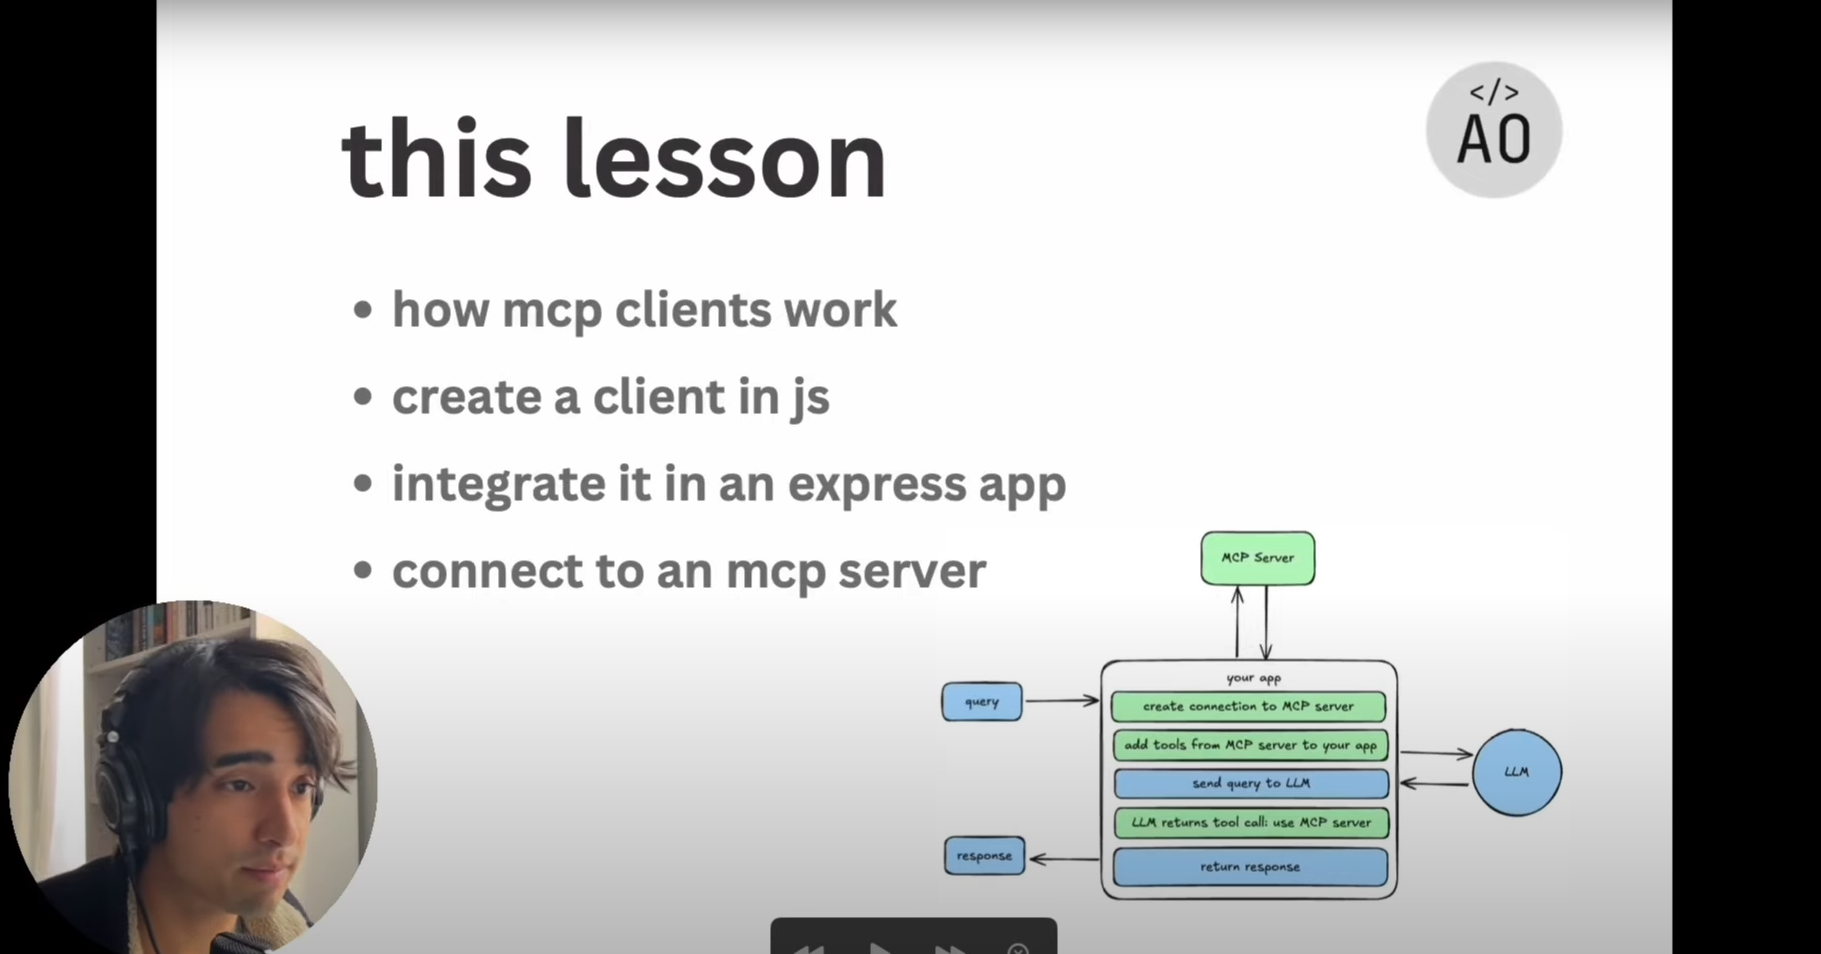 </>
AO
this lesson
• how mcp clients work
• create a client in js
• integrate it in an express app
• connect to an mcp server
MCP Server
your app
query
create connection to MCP server
add tools from MCP server to your app
send query to LLM
LLM
LLM returns tool call: use MCP server
response
return response